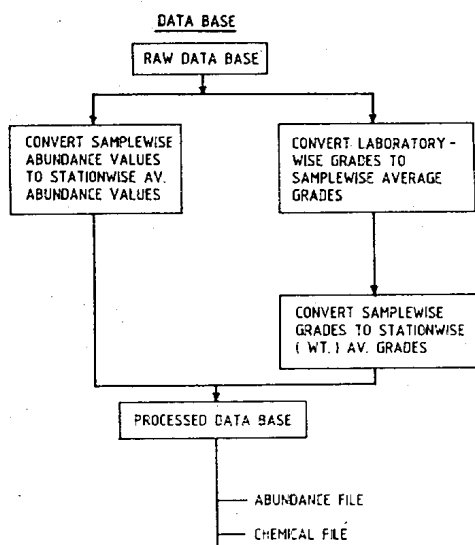 DATA BASE
RAW DATA BASE
CONVERT SAMPLEWISE
ABUNDANCE VALUES
TO STATIONWISE AV.
ABUNDANCE VALUES
CONVERT LABORATORY -
WISE GRADES TO
SAMPLEWISE AVERAGE
GRADES
CONVERT SAMPLEWISE
GRADES TO STATIONWISE
( WT. ) AV. GRADES
PROCESSED DATA BASE
ABUNDANCE FILE
CHEMICAL FILE